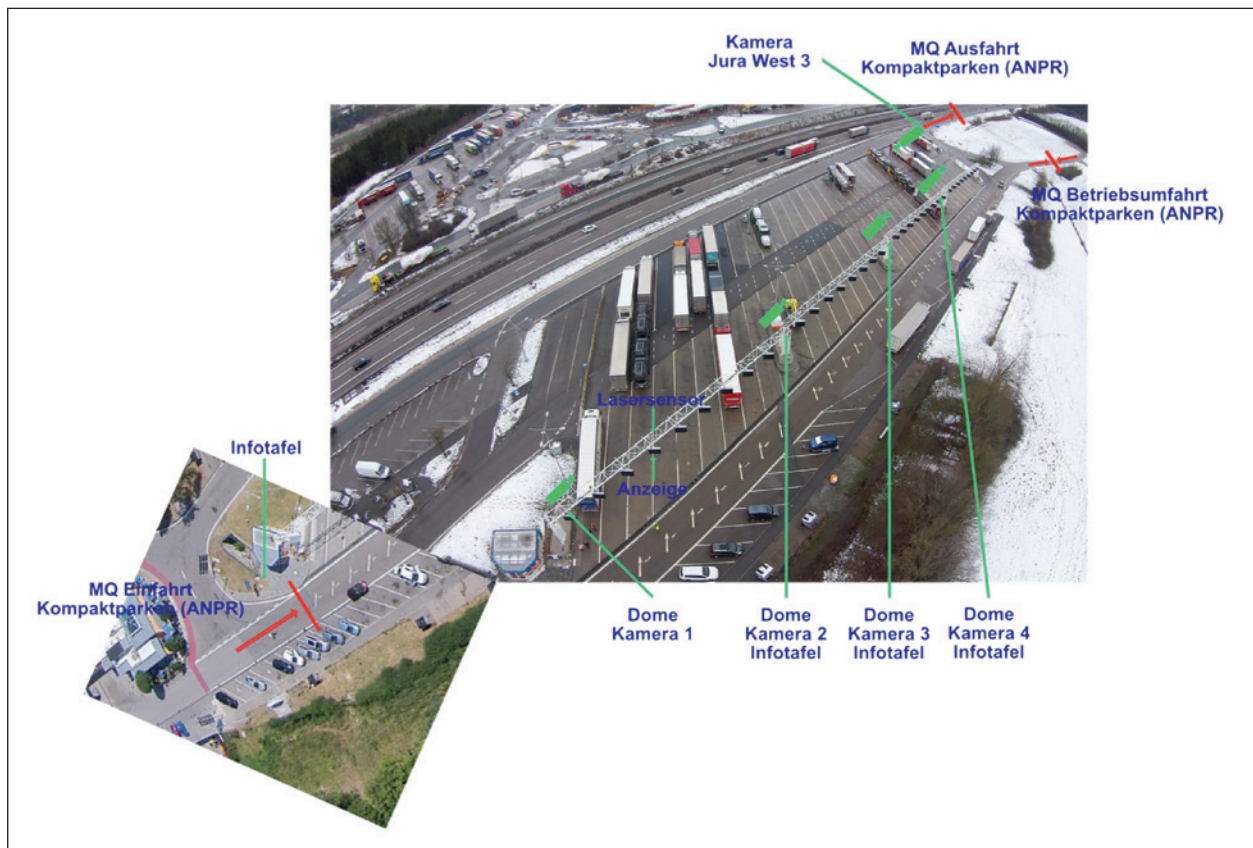 Kamera
Jura West 3
MQ Ausfahrt
Kompaktparken (ANPR)
MQ Betriebsumfahrt
Kompaktparken (ANPR)
Lasersensor
Infotafel
Anzeige
MQ Einfahrt
Kompaktparken (ANPR)
Dome
Kamera 1
Dome
Kamera 2
Infotafel
Dome
Kamera 3
Infotafel
Dome
Kamera 4
Infotafel